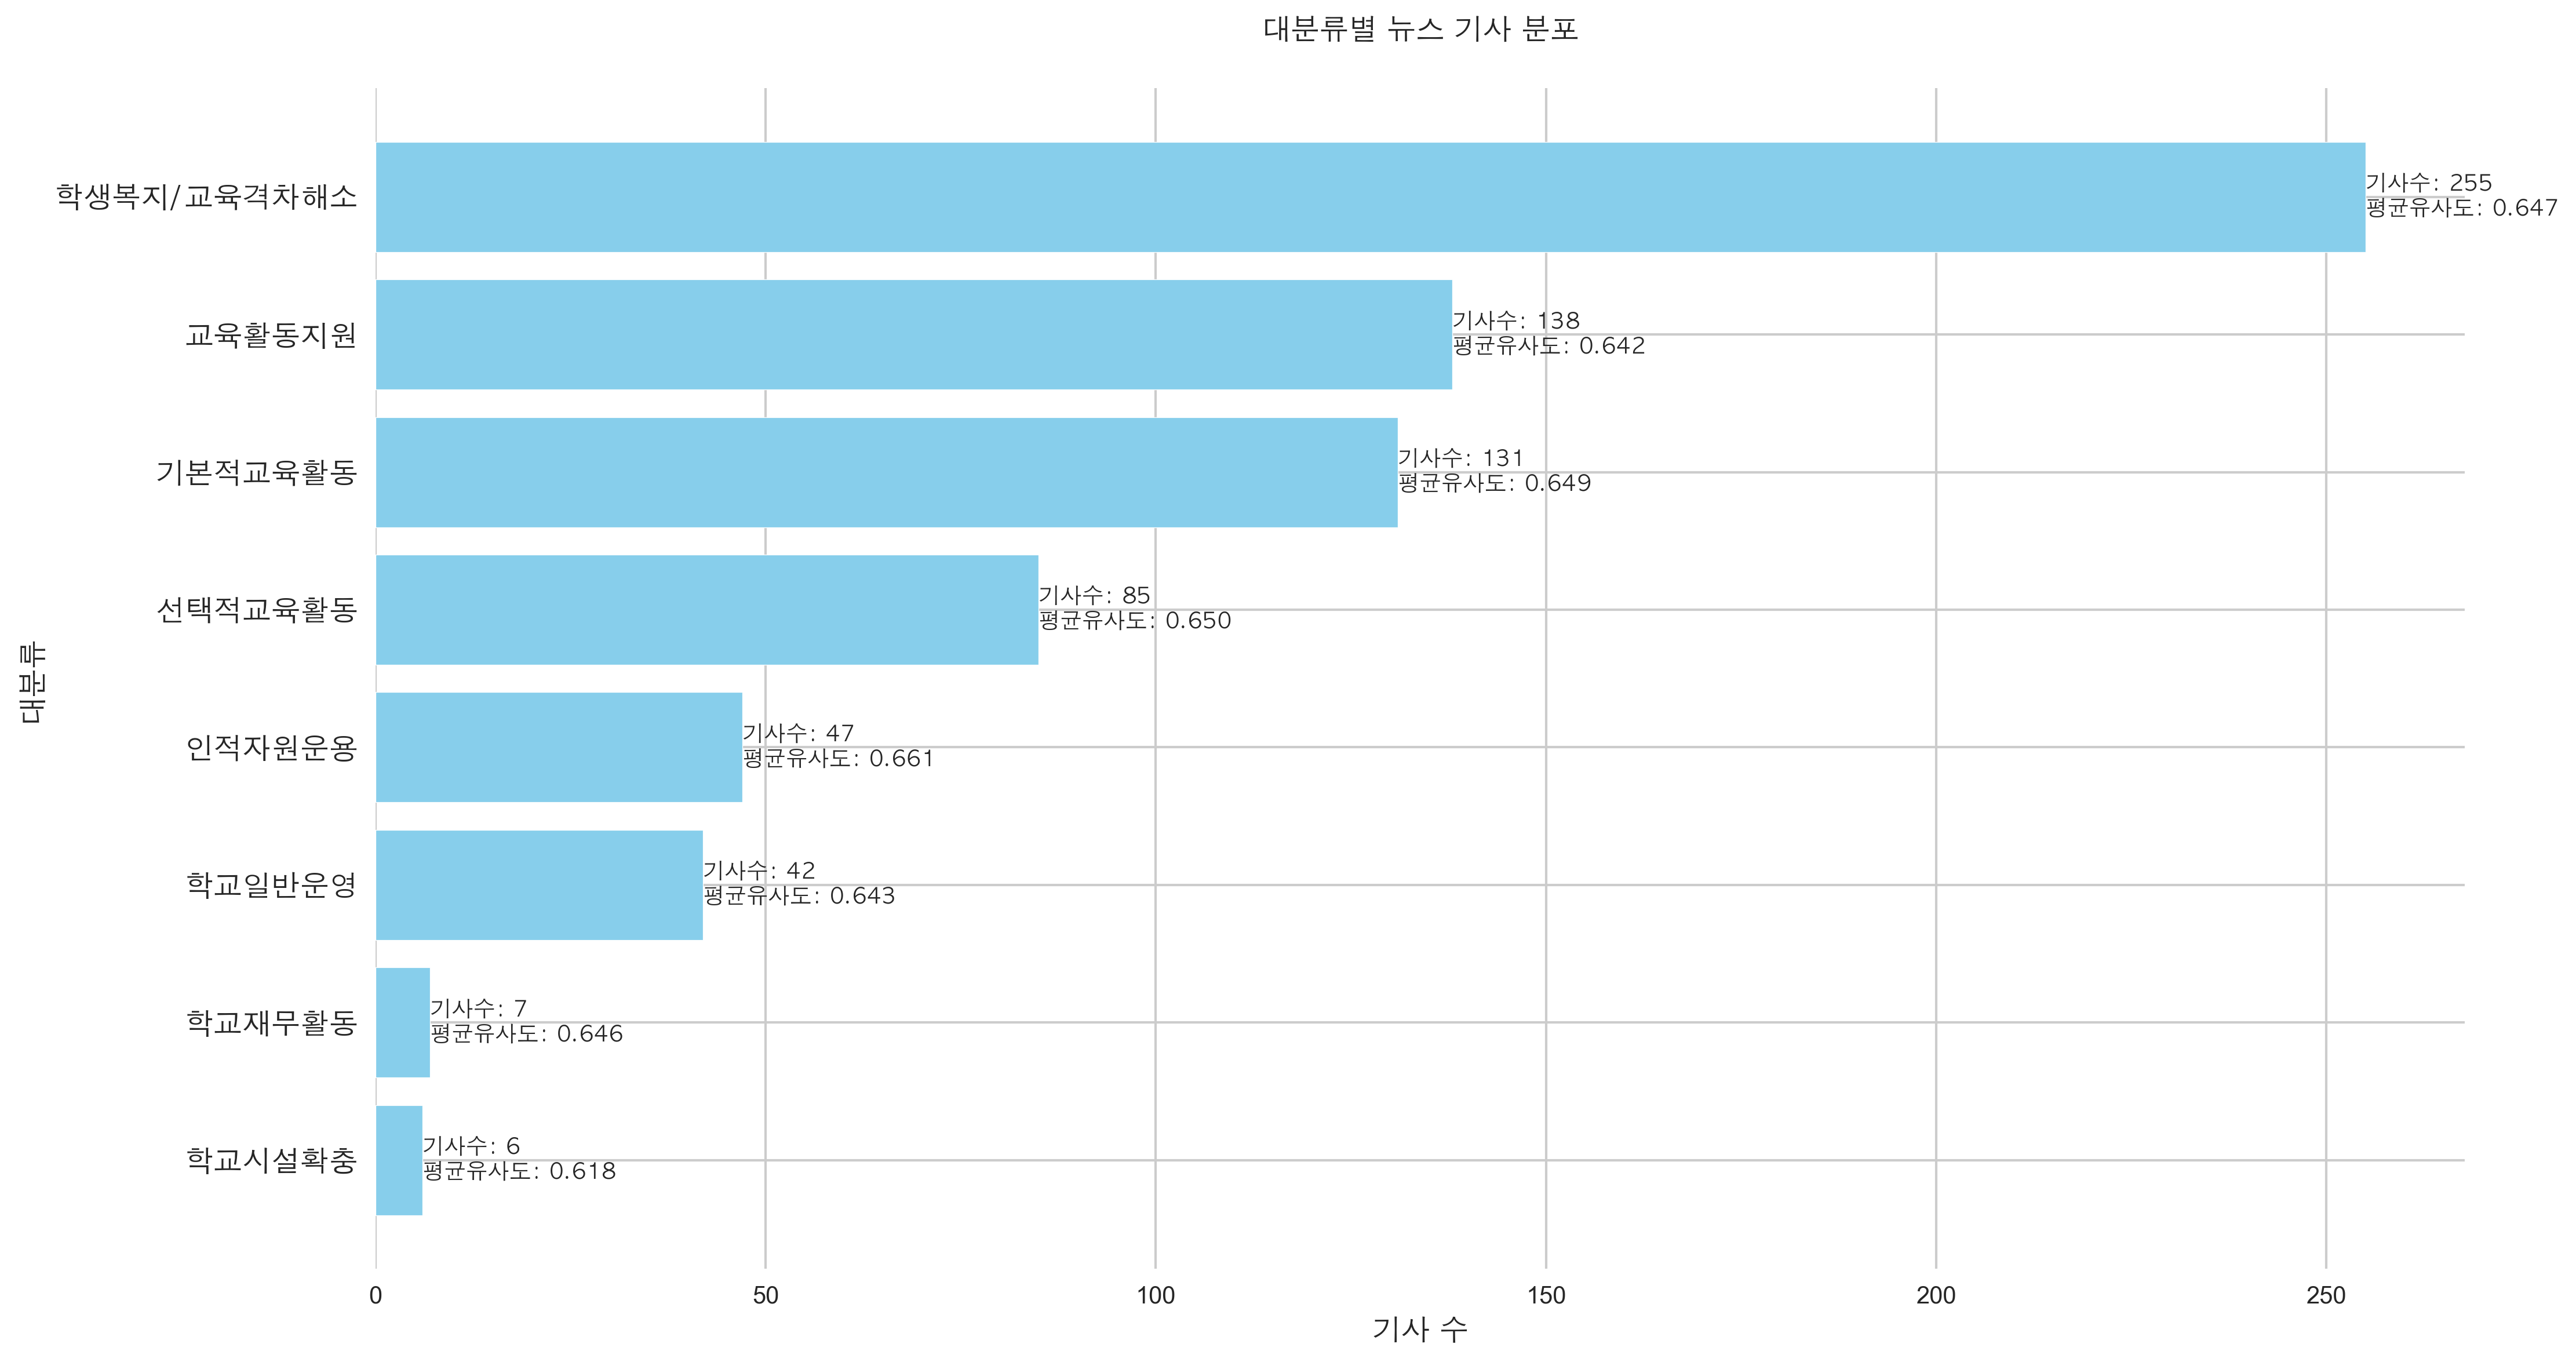 대분류별 뉴스 기사 분포
대분류
학생복지/교육격차해소
기사수: 255
평균유사도: 0.647
교육활동지원
기사수: 138
평균유사도: 0.642
기본적교육활동
기사수: 131
평균유사도: 0.649
선택적교육활동
기사수: 85
평균유사도: 0.650
인적자원운용
기사수: 47
평균유사도: 0.661
학교일반운영
기사수: 42
평균유사도: 0.643
학교재무활동
기사수: 7
평균유사도: 0.646
학교시설확충
기사수: 6
평균유사도: 0.618
0 50 100 150 200 250
기사 수